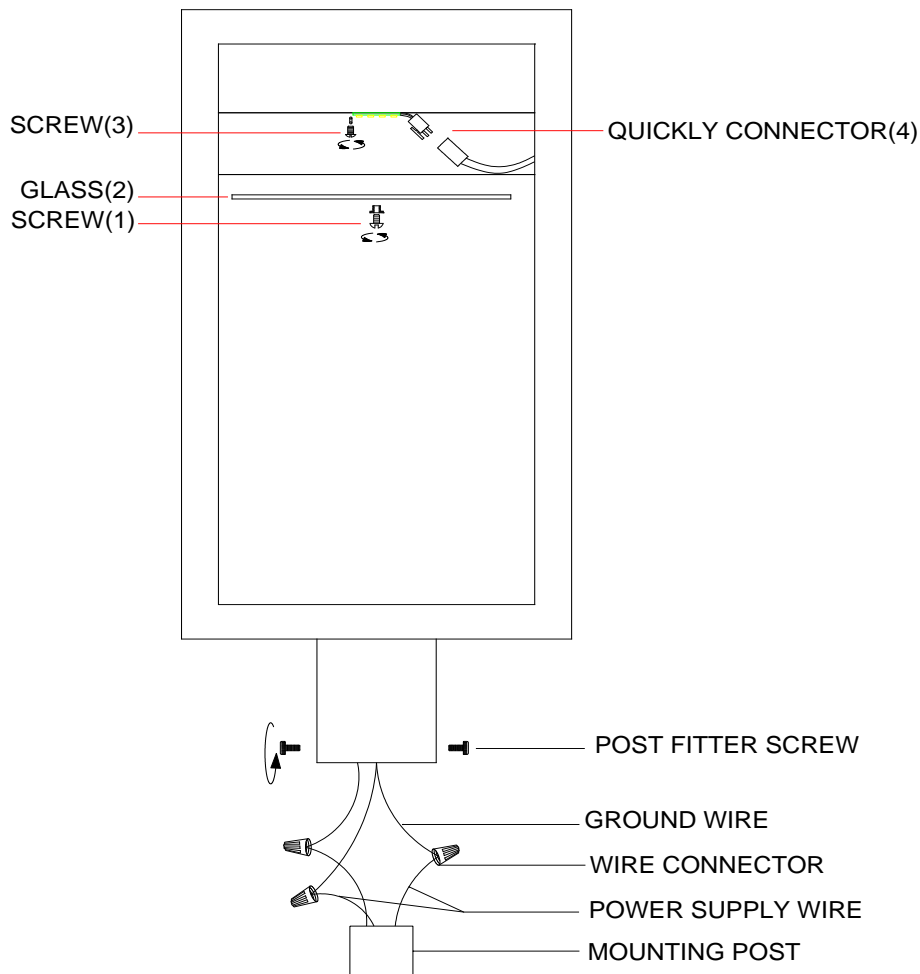 SCREW(3)
QUICKLY CONNECTOR(4)
GLASS(2)
SCREW(1)
POST FITTER SCREW
GROUND WIRE
WIRE CONNECTOR
POWER SUPPLY WIRE
MOUNTING POST